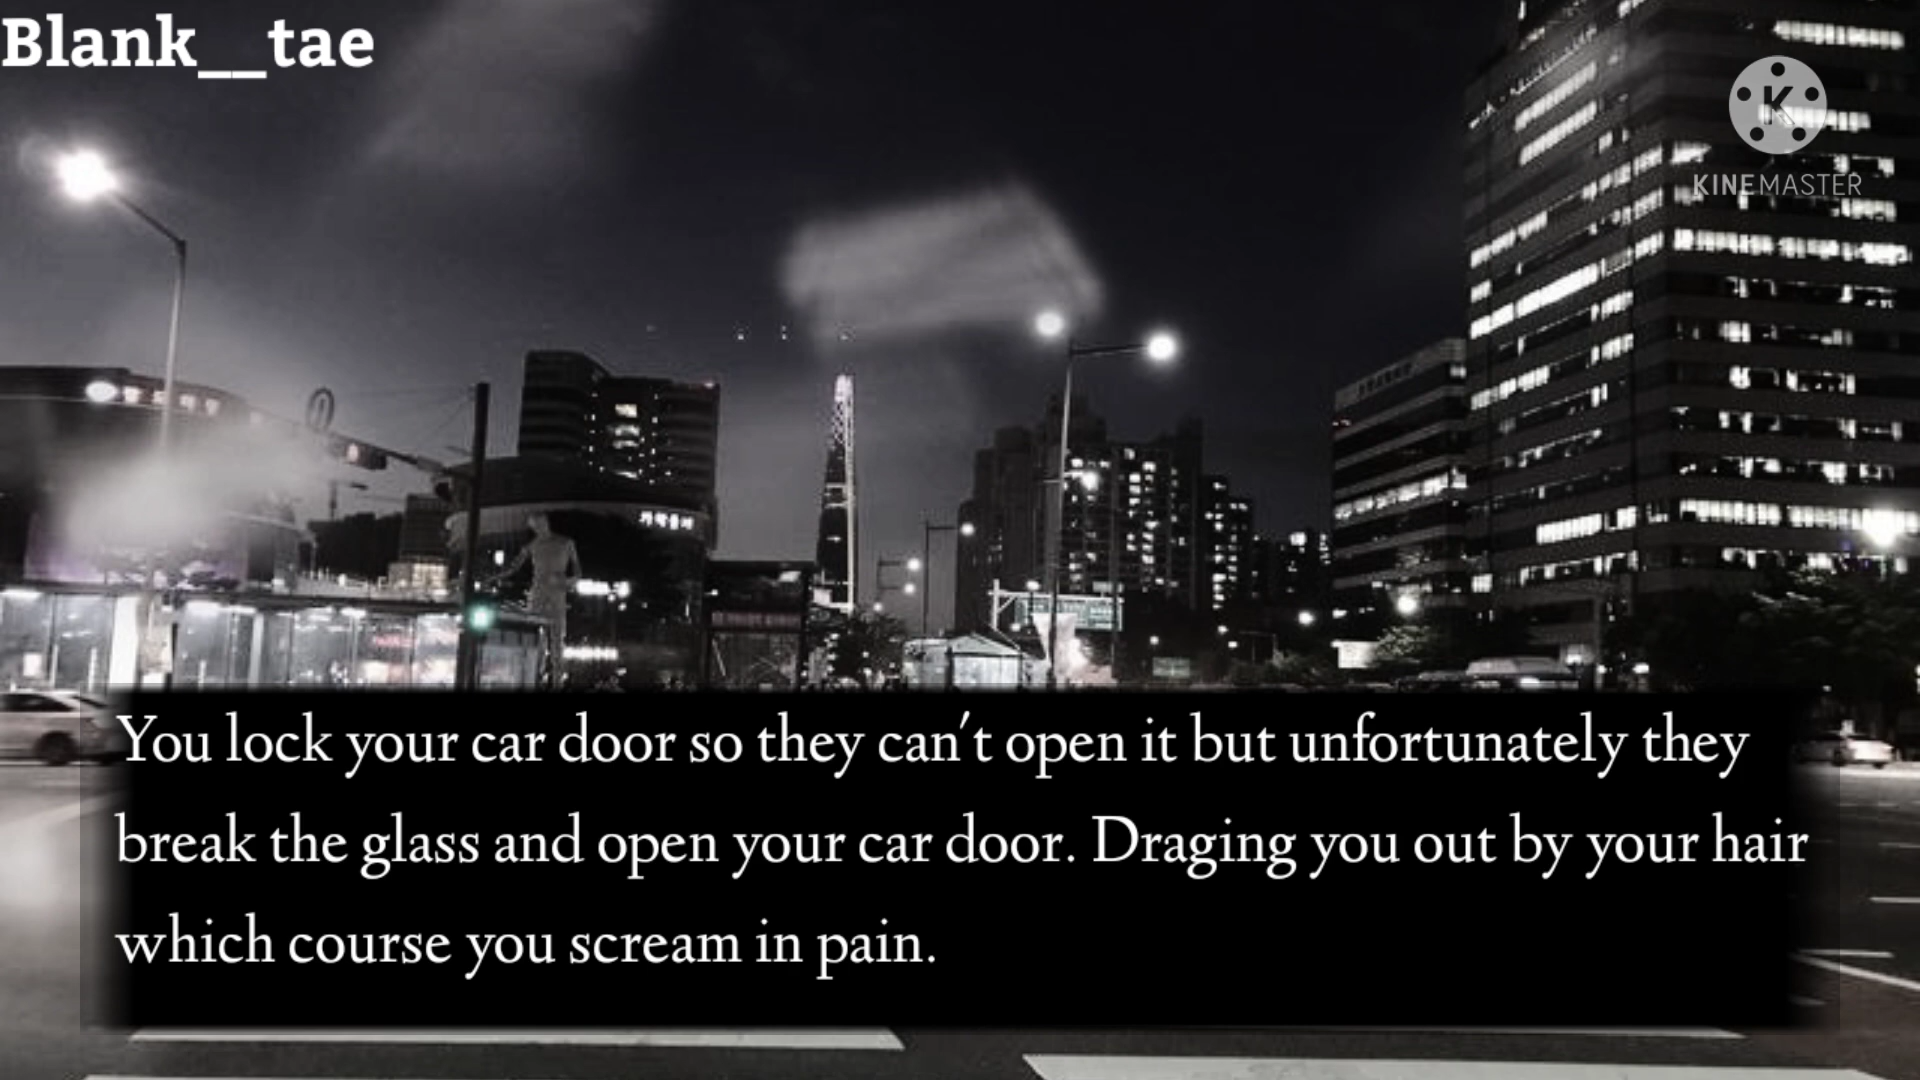 Blank__tae
K
KINEMASTER
You lock your car door so they can't open it but unfortunately they
break the glass and open your car door. Draging you out by your hair
which course you scream in pain.